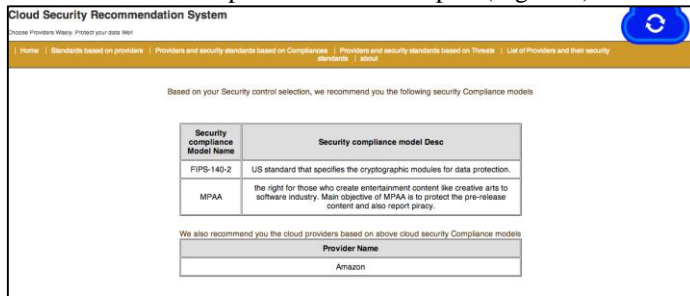 Cloud Security Recommendation System
Choose Providers Wisely. Protect your data Well
| Home | Standards based on providers | Providers and security standards based on Compliances | Providers and security standards based on Threats | List of Providers and their security
standards | about
Based on your Security control selection, we recommend you the following security Compliance models
Security
compliance
Model Name
Security compliance model Desc
FIPS-140-2
US standard that specifies the cryptographic modules for data protection.
MPAA
the right for those who create entertainment content like creative arts to
software industry. Main objective of MPAA is to protect the pre-release
content and also report piracy.
We also recommend you the cloud providers based on above cloud security Compliance models
Provider Name
Amazon